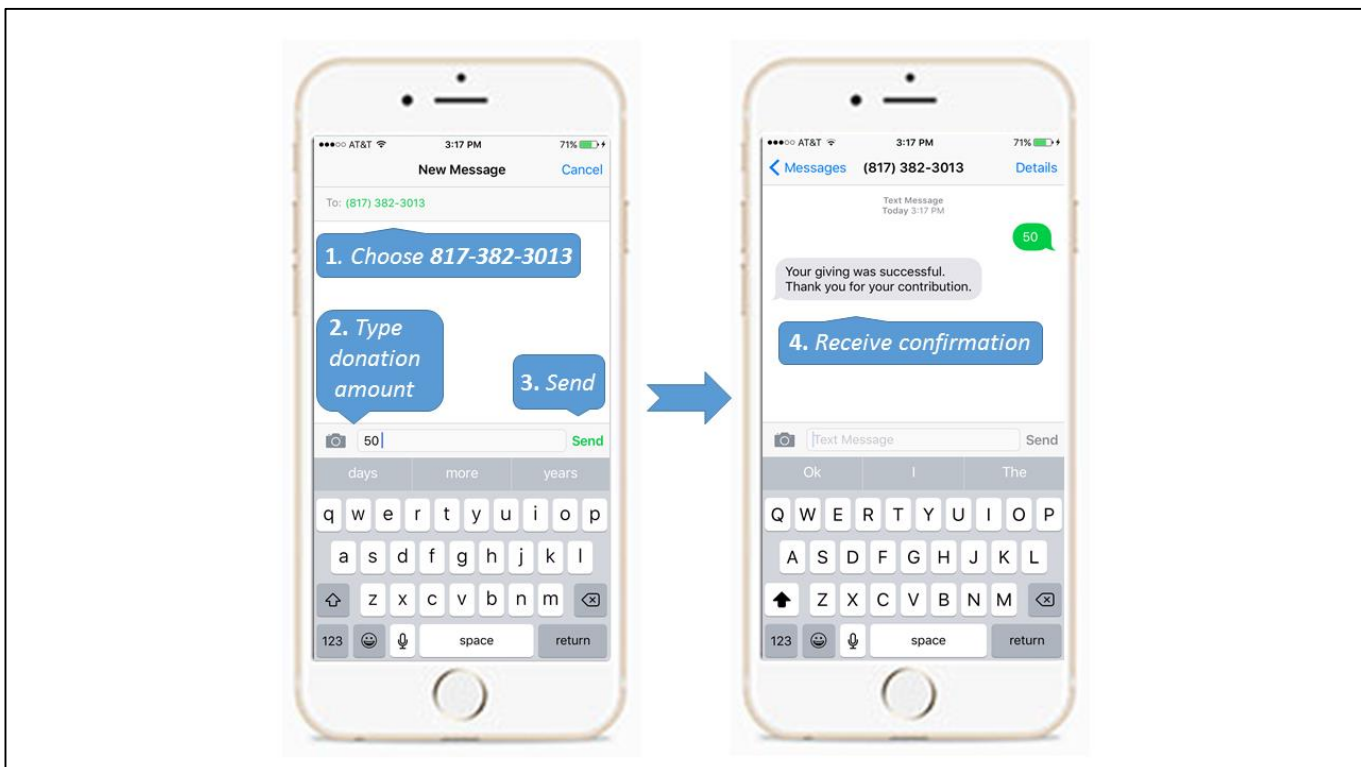 AT&T 3:17 PM 71%
New Message Cancel
To: (817) 382-3013
1. Choose 817-382-3013
2. Type
donation
amount
3. Send
50 Send
days more years
q w e r t y u i o p
a s d f g h j k l
z x c v b n m
123 space return
AT&T 3:17 PM 71%
Messages (817) 382-3013 Details
Text Message
Today 3:17 PM
50
Your giving was successful.
Thank you for your contribution.
4. Receive confirmation
Text Message Send
Ok I The
Q W E R T Y U I O P
A S D F G H J K L
Z X C V B N M
123 space return